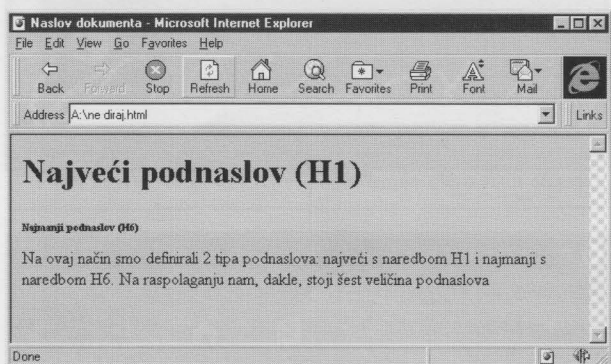 Naslov dokumenta - Microsoft Internet Explorer
File Edit View Go Favorites Help
Back Forward Stop Refresh Home Search Favorites Print Font Mail
Address A:\ne diraj.html Links
Najveći podnaslov (H1)
Najmanji podnaslov (H6)
Na ovaj način smo definirali 2 tipa podnaslova: najveći s naredbom H1 i najmanji s
naredbom H6. Na raspolaganju nam, dakle, stoji šest veličina podnaslova
Done